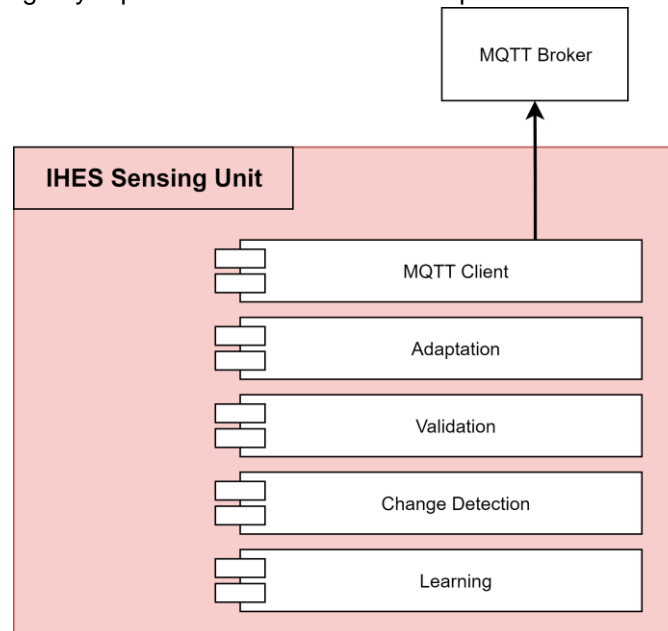 MQTT Broker
IHES Sensing Unit
MQTT Client
Adaptation
Validation
Change Detection
Learning